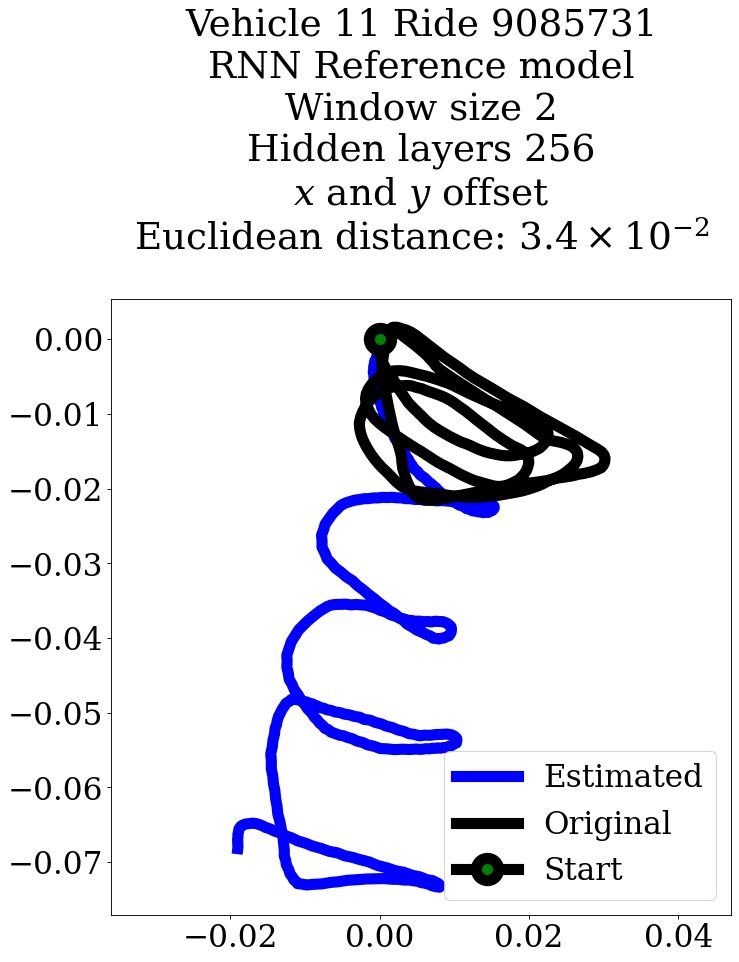 Vehicle 11 Ride 9085731
RNN Reference model
Window size 2
Hidden layers 256
x and y offset
Euclidean distance: 3.4 × 10⁻²
0.00
−0.01
−0.02
−0.03
−0.04
−0.05
−0.06
−0.07
Estimated
Original
Start
−0.02
0.00
0.02
0.04